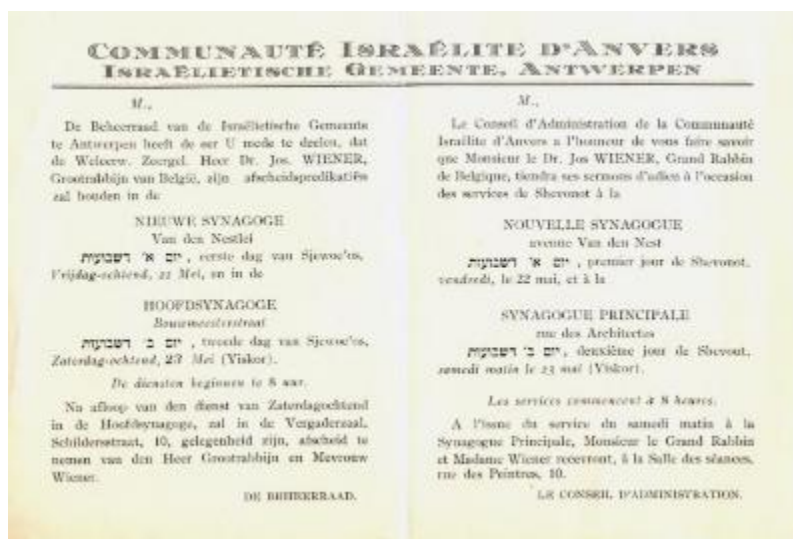 COMMUNAUTÉ ISRAÉLITE D'ANVERS
ISRAËLIETISCHE GEMEENTE, ANTWERPEN
M.,
De Beheerraad van de Israëlietische Gemeente
te Antwerpen heeft de eer U mede te deelen, dat
de Weleerw. Zeergel. Heer Dr. Jos. WIENER,
Grootrabbijn van België, zijn afscheidspredikatiën
zal houden in de
NIEUWE SYNAGOGE
Van den Nestlei
יום א' דשבועות , eerste dag van Sjewoe'os,
Vrijdag-ochtend, 22 Mei, en in de
HOOFDSYNAGOGE
Bouwmeesterstraat
יום ב' דשבועות , tweede dag van Sjewoe'os,
Zaterdag-ochtend, 23 Mei (Yiskor).
De diensten beginnen te 8 uur.
Na afloop van den dienst van Zaterdagochtend
in de Hoofdsynagoge, zal in de Vergaderzaal,
Schildersstraat, 10, gelegenheid zijn, afscheid te
nemen van den Heer Grootrabbijn en Mevrouw
Wiener.
DE BEHEERRAAD.
M.,
Le Conseil d'Administration de la Communauté
Israélite d'Anvers a l'honneur de vous faire savoir
que Monsieur le Dr. Jos WIENER, Grand Rabbin
de Belgique, tiendra ses sermons d'adieu à l'occasion
des services de Shevonot à la
NOUVELLE SYNAGOGUE
avenue Van den Nest
יום א' דשבועות , premier jour de Shevonot,
vendredi, le 22 mai, et à la
SYNAGOGUE PRINCIPALE
rue des Architectes
יום ב' דשבועות , deuxième jour de Shevout,
samedi matin le 23 mai (Yiskor).
Les services commencent à 8 heures.
A l'issue du service du samedi matin à la
Synagogue Principale, Monsieur le Grand Rabbin
et Madame Wiener recevront, à la Salle des séances,
rue des Peintres, 10.
LE CONSEIL D'ADMINISTRATION.